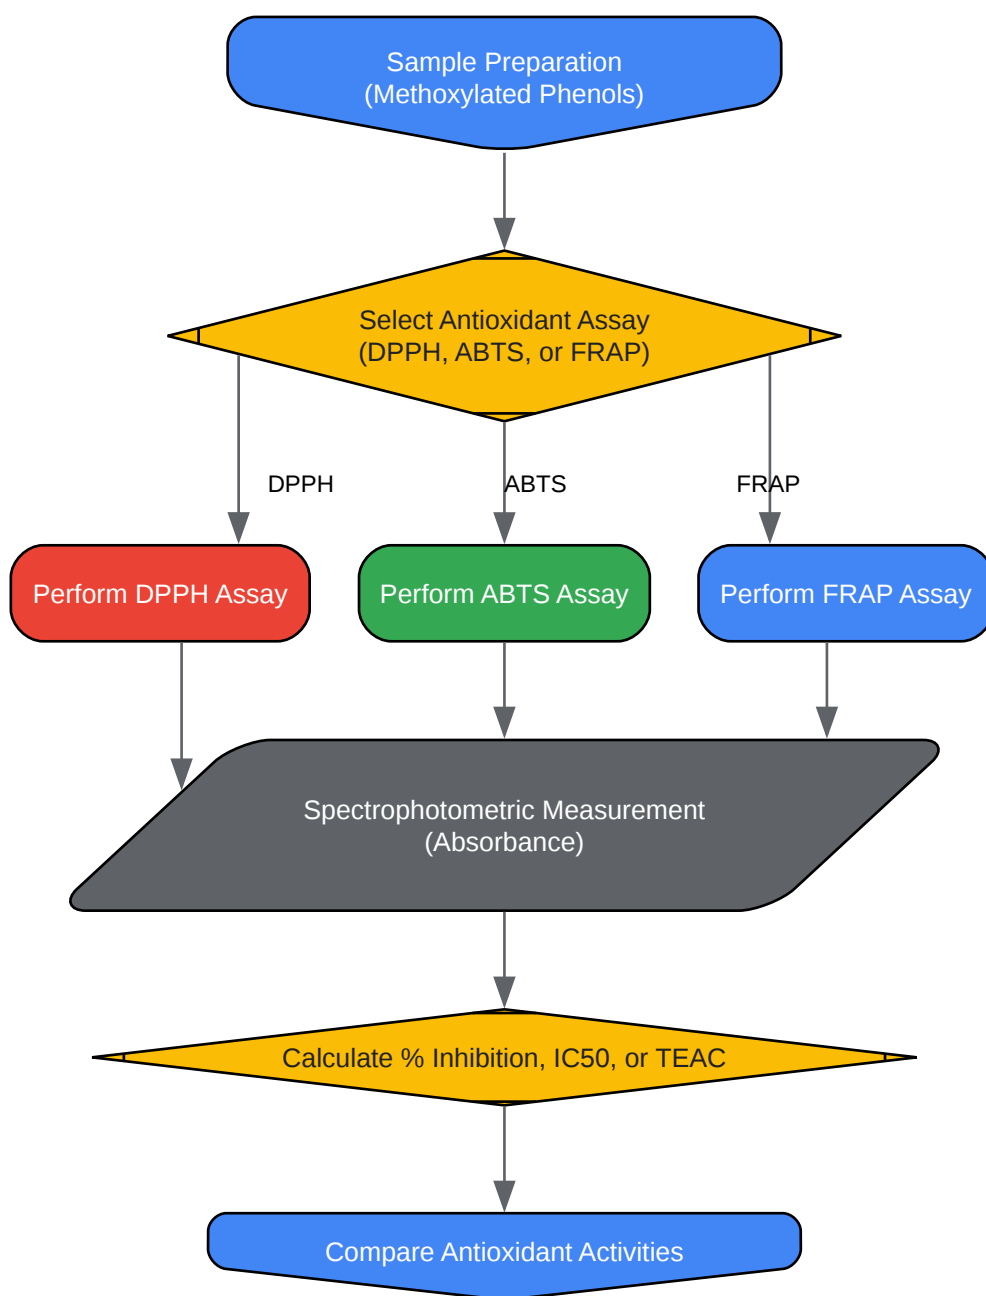 Sample Preparation
(Methoxylated Phenols)
Select Antioxidant Assay
(DPPH, ABTS, or FRAP)
DPPH
ABTS
FRAP
Perform DPPH Assay
Perform ABTS Assay
Perform FRAP Assay
Spectrophotometric Measurement
(Absorbance)
Calculate % Inhibition, IC50, or TEAC
Compare Antioxidant Activities